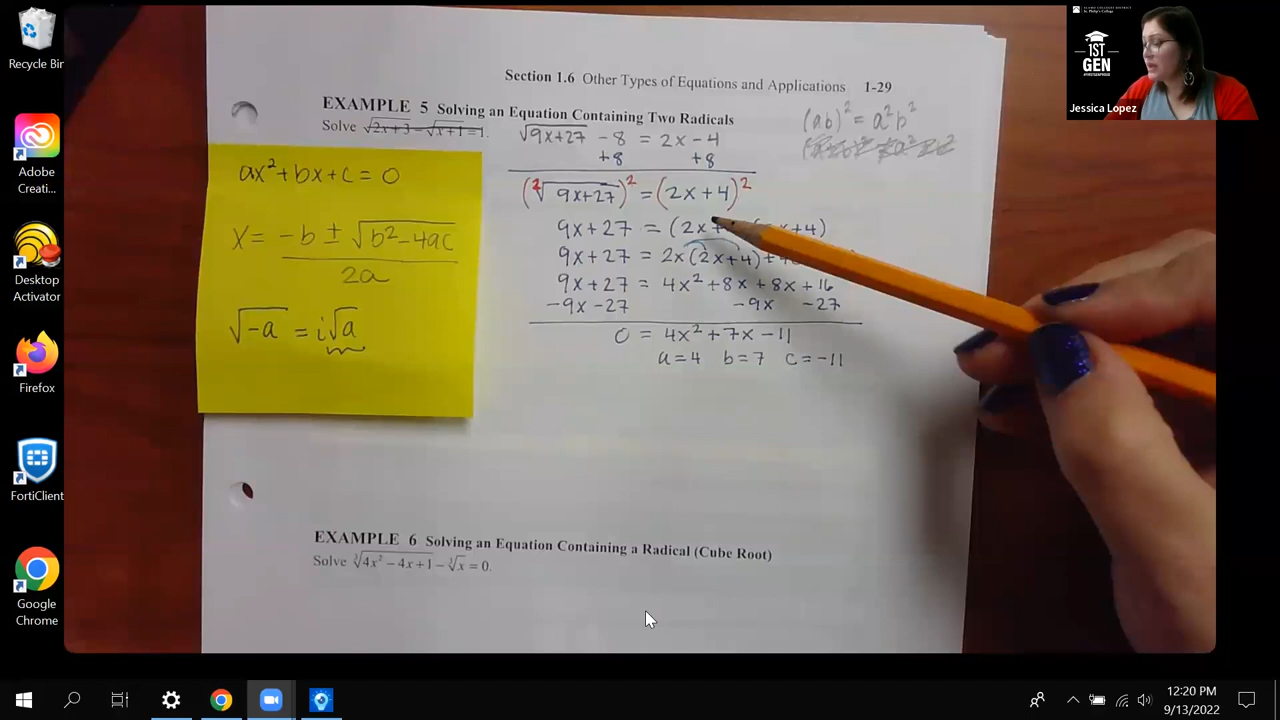 Recycle Bin
Adobe
Creati...
Desktop
Activator
Firefox
FortiClient
Google
Chrome
Section 1.6 Other Types of Equations and Applications 1-29
EXAMPLE 5 Solving an Equation Containing Two Radicals
Solve √2x+3 − √x+1 = 1.
√9x+27 − 8 = 2x − 4
+8 +8
(²√9x+27)² = (2x+4)²
9x+27 = (2x+ x+4)
9x+27 = 2x(2x+4)+
9x+27 = 4x²+8x+8x+16
−9x−27 −9x −27
0 = 4x²+7x−11
a=4 b=7 c=−11
(ab)² = a²b²
ax²+bx+c=0
x = −b ± √b²−4ac
2a
√−a = i√a
EXAMPLE 6 Solving an Equation Containing a Radical (Cube Root)
Solve ³√4x² − 4x + 1 − ³√x = 0.
1ST
GEN
Jessica Lopez
12:20 PM
9/13/2022